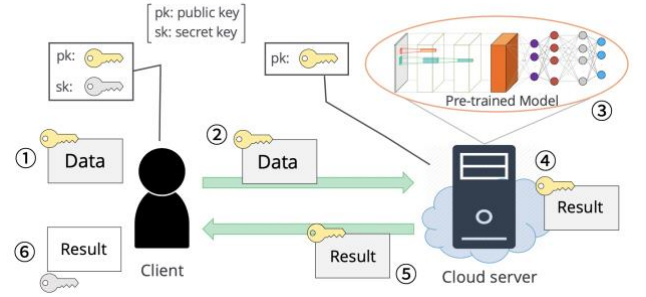 [pk: public key
sk: secret key]
pk:
sk:
pk:
Pre-trained Model
③
①
Data
②
Data
④
Result
⑥
Result
Client
Result
⑤
Cloud server